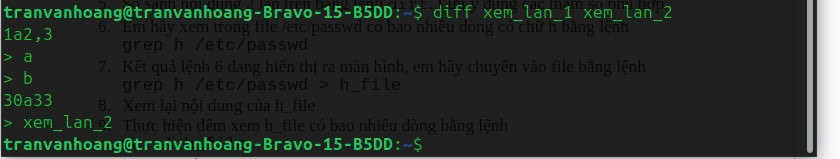 tranvanhoang@tranvanhoang-Bravo-15-B5DD:~$ diff xem_lan_1 xem_lan_2
1a2,3
6. Em hãy xem trong file /etc/passwd có bao nhiêu dòng có chữ h bằng lệnh
> a
grep h /etc/passwd
7. Kết quả lệnh 6 đang hiển thị ra màn hình, em hãy chuyển vào file bằng lệnh
> b
grep h /etc/passwd > h_file
30a33
8. Xem lại nội dung của h_file
> xem_lan_2
9. Thực hiện đếm xem h_file có bao nhiêu dòng bằng lệnh
tranvanhoang@tranvanhoang-Bravo-15-B5DD:~$